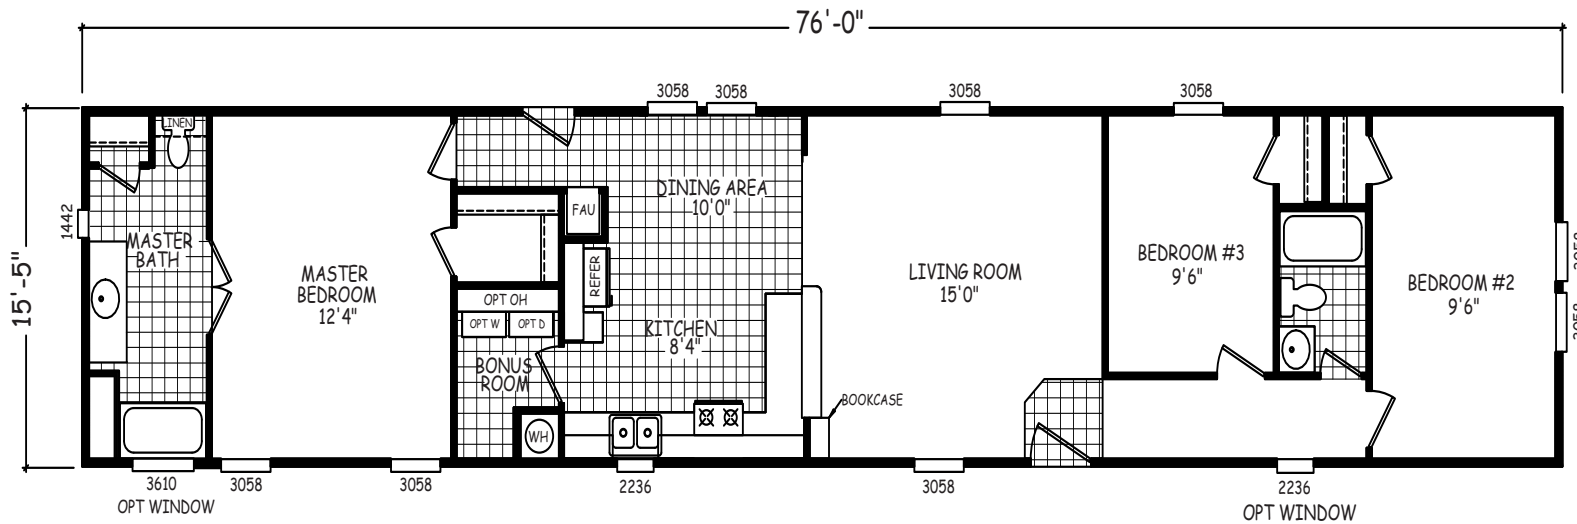 76'-0"
3058
3058
3058
3058
LINEN
15'-5"
1442
MASTER
BATH
MASTER
BEDROOM
12'4"
DINING AREA
10'0"
FAU
REFER
OPT OH
OPT W
OPT D
BONUS
ROOM
WH
KITCHEN
8'4"
LIVING ROOM
15'0"
BOOKCASE
BEDROOM #3
9'6"
BEDROOM #2
9'6"
3058
3058
3610
OPT WINDOW
3058
3058
2236
3058
2236
OPT WINDOW